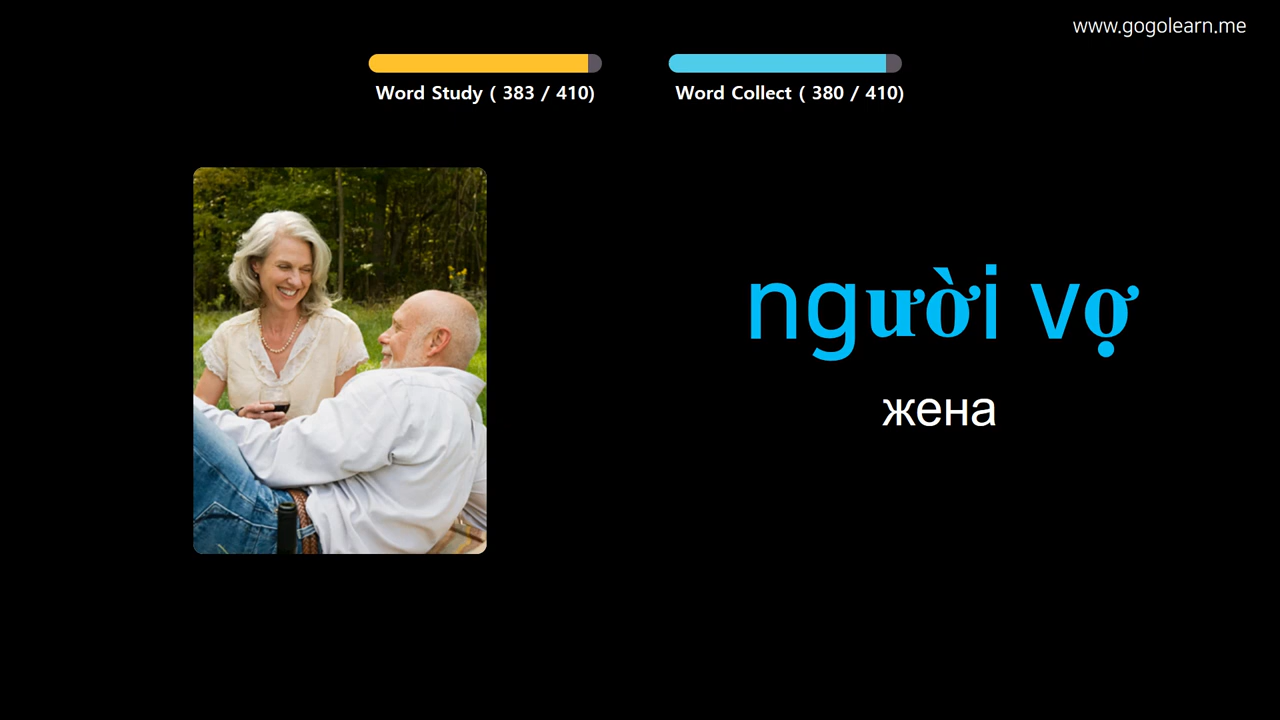 www.gogolearn.me
Word Study ( 383 / 410)
Word Collect ( 380 / 410)
người vợ
жена